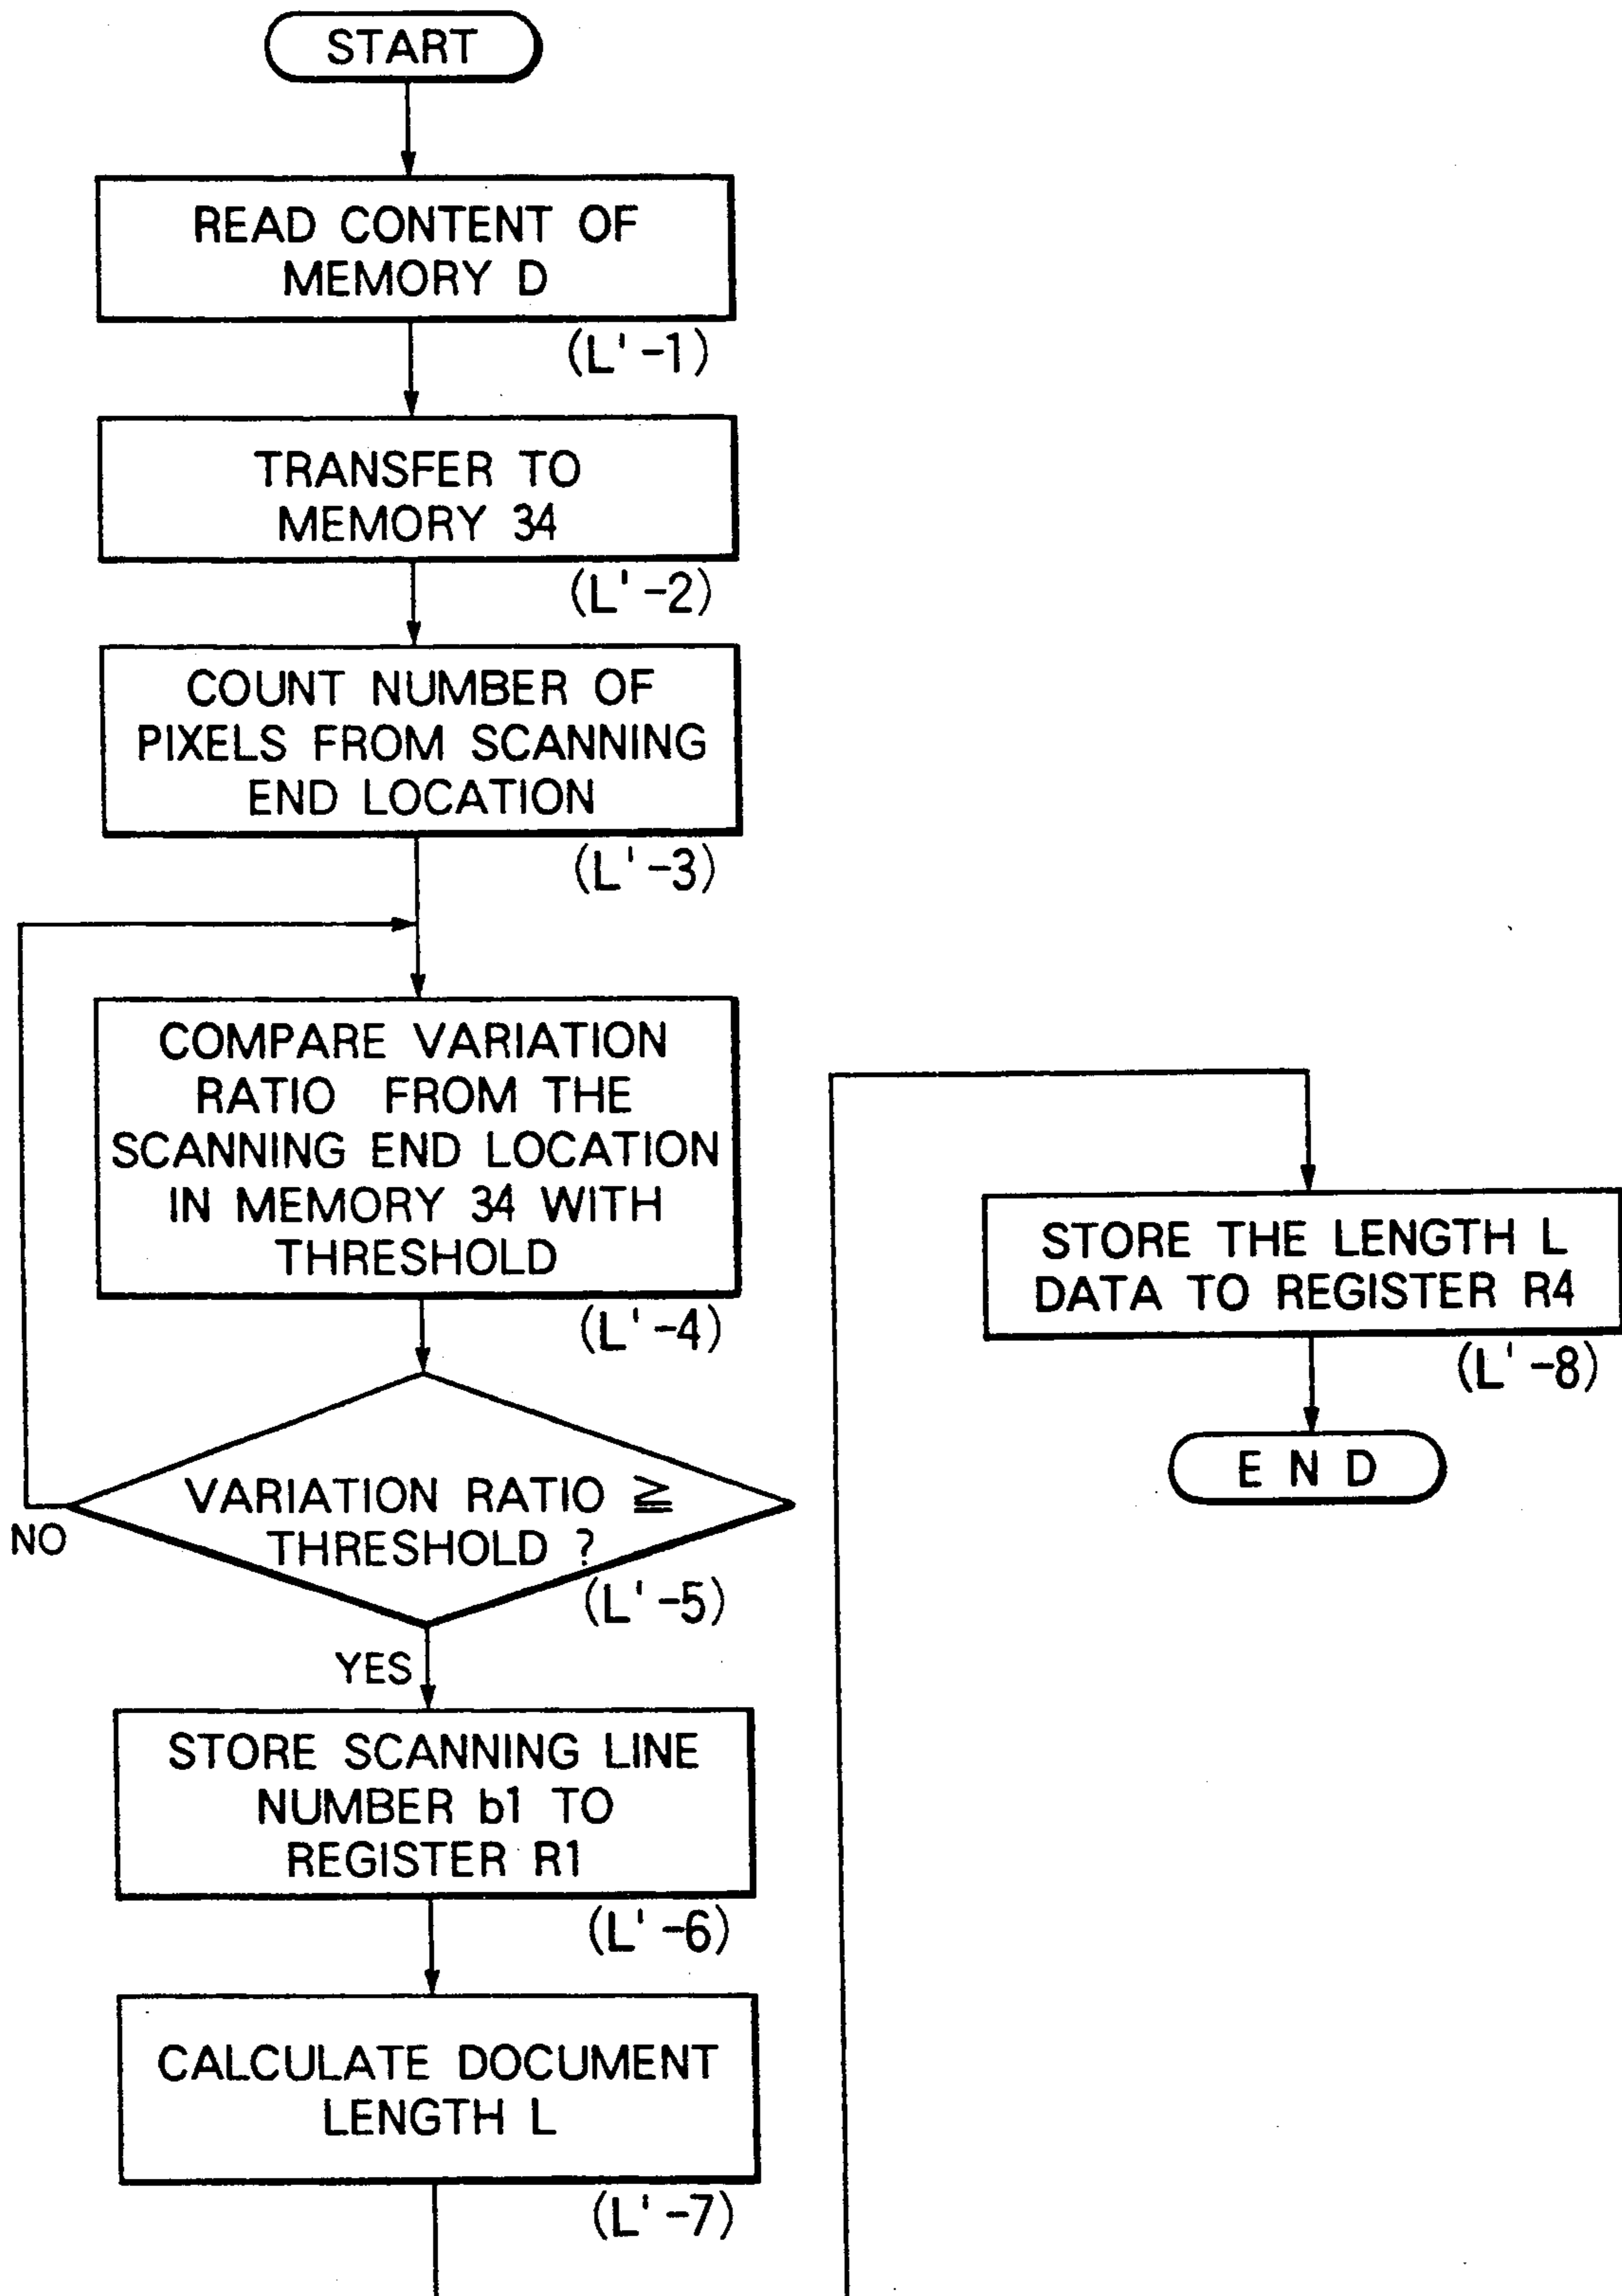 START
READ CONTENT OF
MEMORY D
(L'-1)
TRANSFER TO
MEMORY 34
(L'-2)
COUNT NUMBER OF
PIXELS FROM SCANNING
END LOCATION
(L'-3)
COMPARE VARIATION
RATIO FROM THE
SCANNING END LOCATION
IN MEMORY 34 WITH
THRESHOLD
(L'-4)
VARIATION RATIO ≧
THRESHOLD ?
(L'-5)
NO
YES
STORE SCANNING LINE
NUMBER b1 TO
REGISTER R1
(L'-6)
CALCULATE DOCUMENT
LENGTH L
(L'-7)
STORE THE LENGTH L
DATA TO REGISTER R4
(L'-8)
END